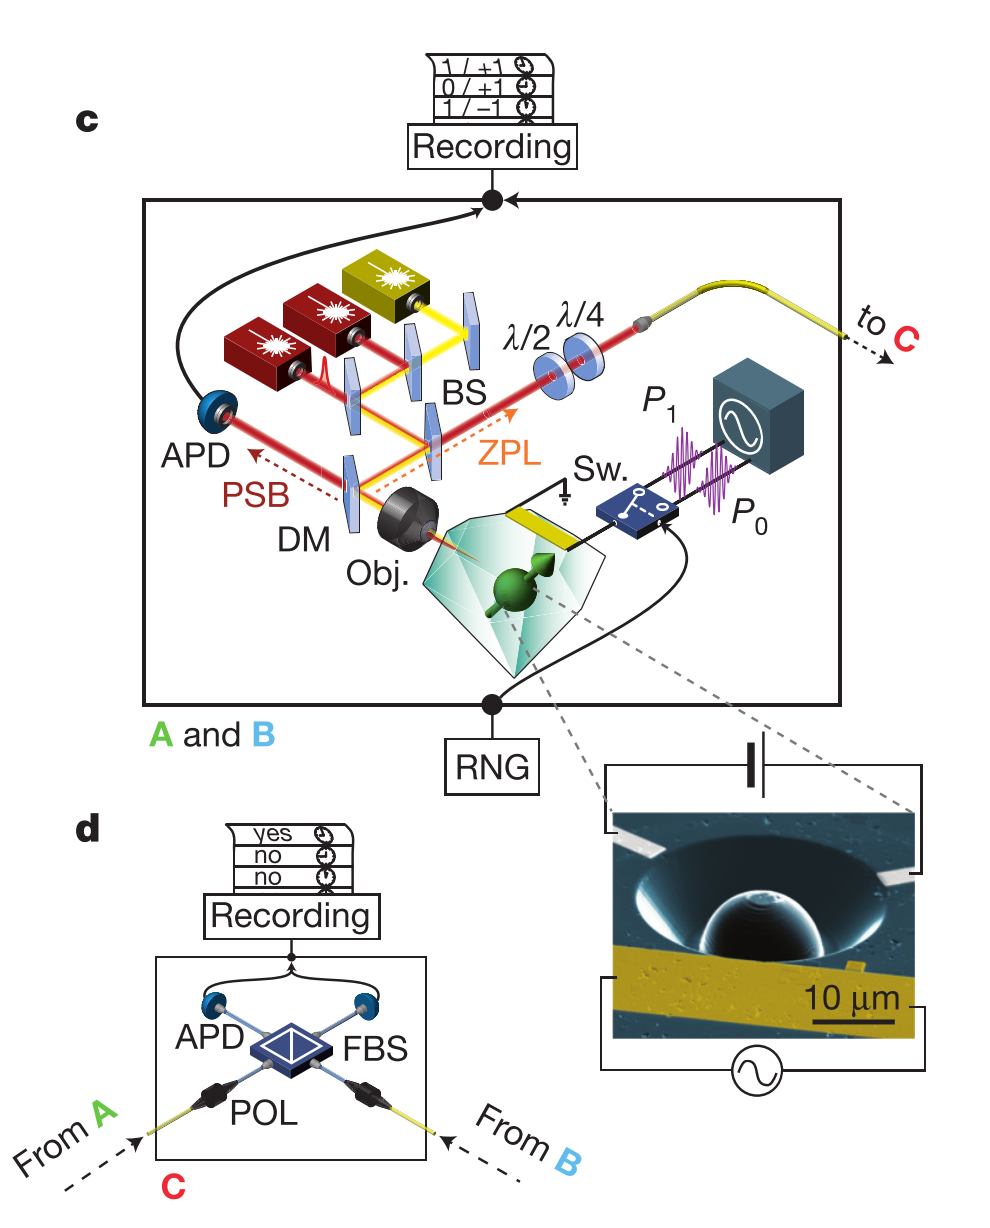 c
1 / +1
0 / +1
1 / −1
Recording
to C
λ/2
λ/4
BS
P1
APD
ZPL
Sw.
PSB
P0
DM
Obj.
A and B
RNG
d
yes
no
no
Recording
10 μm
APD
FBS
POL
From A
From B
C